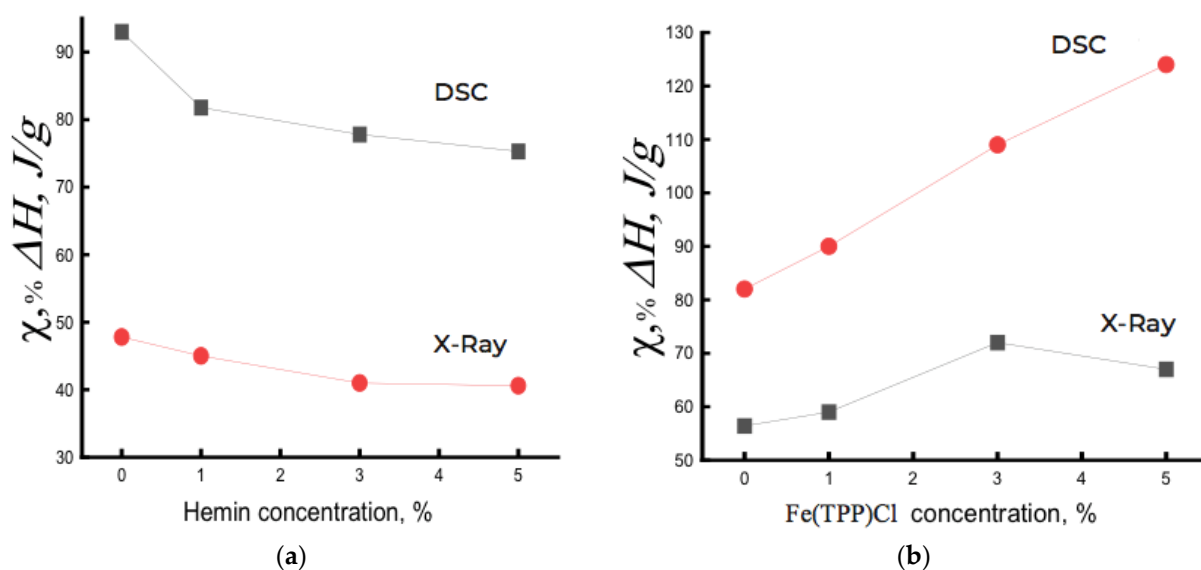 χ,% ΔH, J/g
90
80
70
60
50
40
30
DSC
X-Ray
0 1 2 3 4 5
Hemin concentration, %
(a)
χ,% ΔH, J/g
130
120
110
100
90
80
70
60
50
DSC
X-Ray
0 1 2 3 4 5
Fe(TPP)Cl concentration, %
(b)